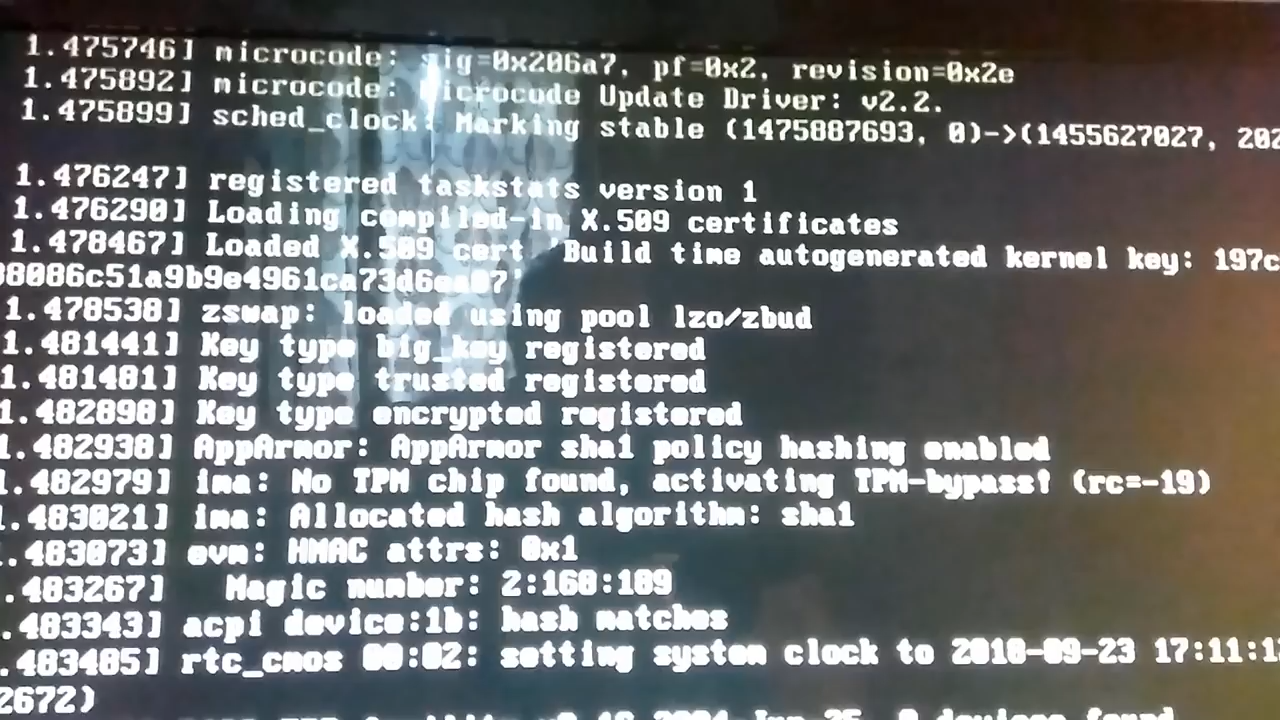 1.475746] microcode: sig=0x206a7, pf=0x2, revision=0x2e
1.475892] microcode: Microcode Update Driver: v2.2.
1.475899] sched_clock: Marking stable (1475887693, 0)->(1455627027, 202
1.476247] registered taskstats version 1
1.476290] Loading compiled-in X.509 certificates
1.478467] Loaded X.509 cert 'Build time autogenerated kernel key: 197c
1.478538] zswap: loaded using pool lzo/zbud
1.481441] Key type big_key registered
1.481481] Key type trusted registered
1.482898] Key type encrypted registered
1.482938] AppArmor: AppArmor sha1 policy hashing enabled
1.482979] ima: No TPM chip found, activating TPM-bypass! (rc=-19)
.483021] ima: Allocated hash algorithm: sha1
.483073] evm: HMAC attrs: 0x1
.483267] Magic number: 2:160:109
.483343] acpi device:1b: hash matches
.483485] rtc_cmos 00:02: setting system clock to 2018-09-23 17:11:1
2672)
devices found